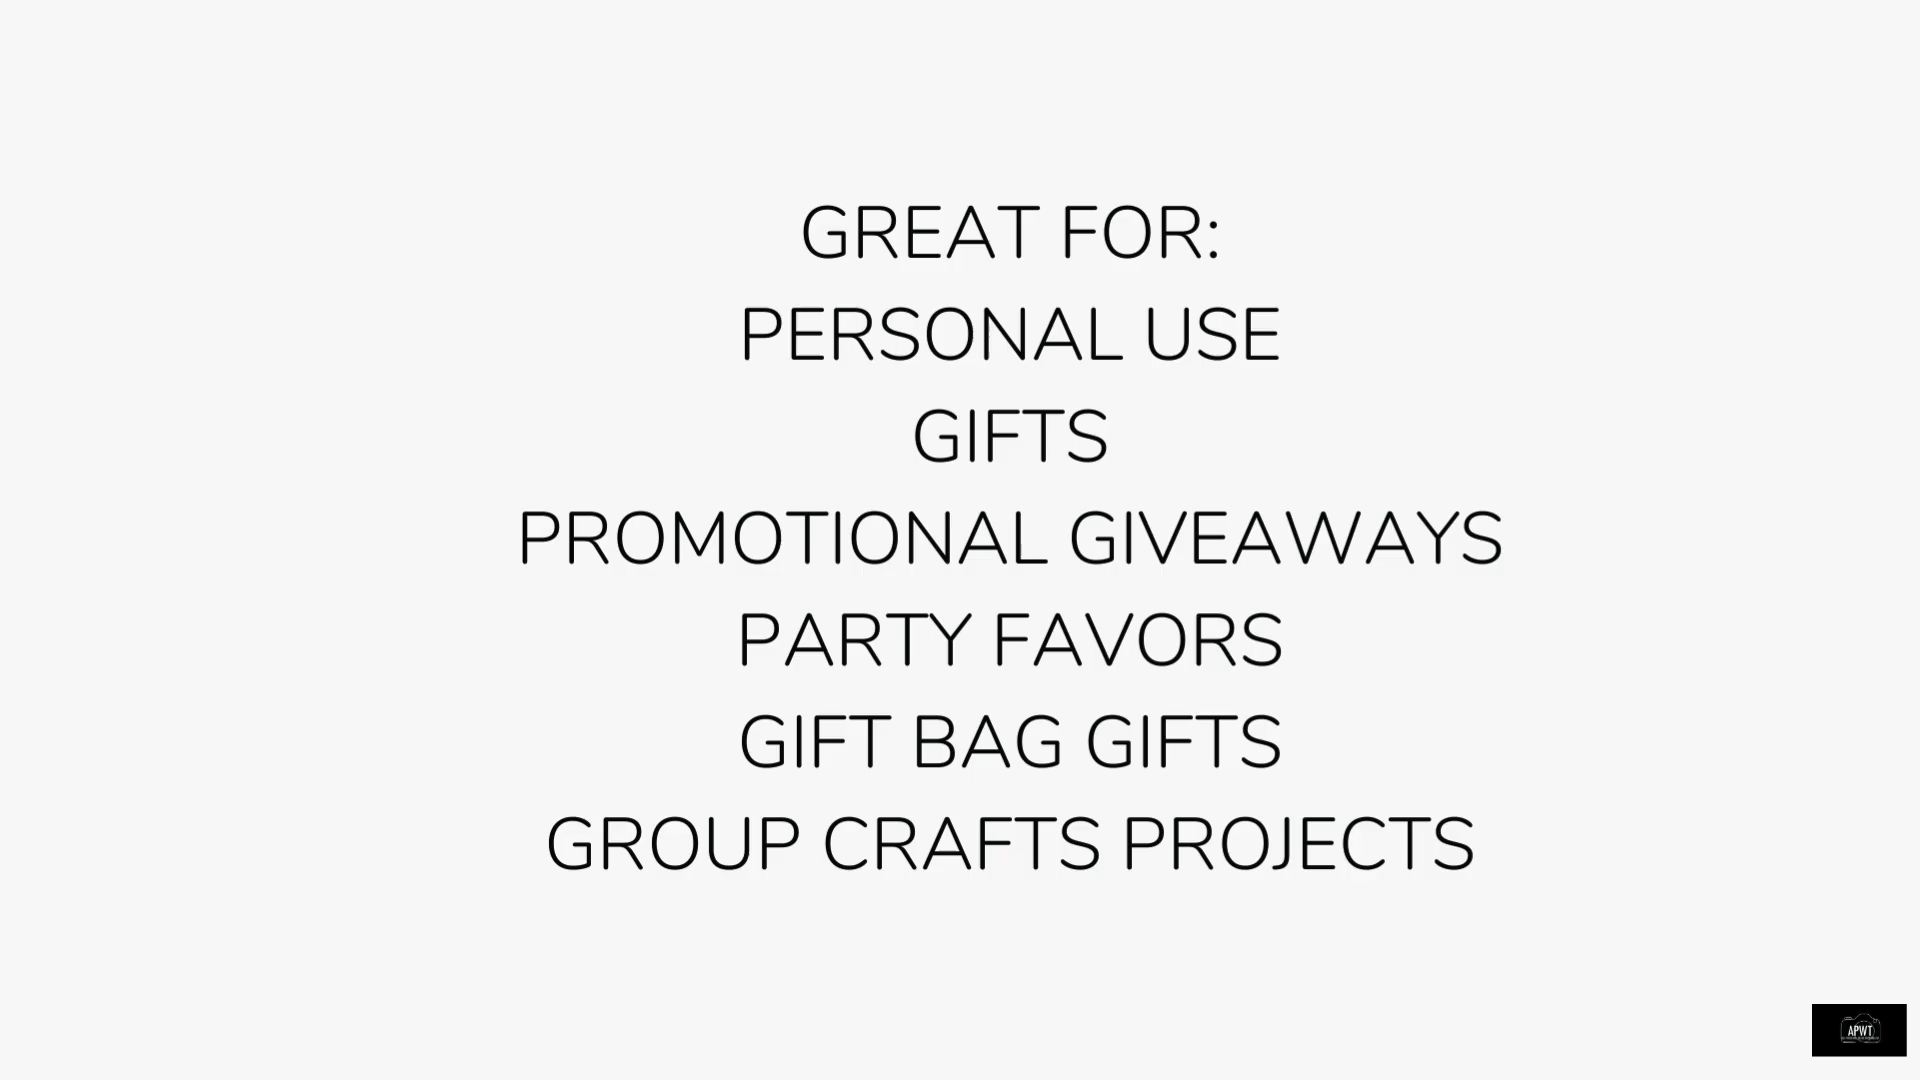 GREAT FOR:
PERSONAL USE
GIFTS
PROMOTIONAL GIVEAWAYS
PARTY FAVORS
GIFT BAG GIFTS
GROUP CRAFTS PROJECTS
APWT